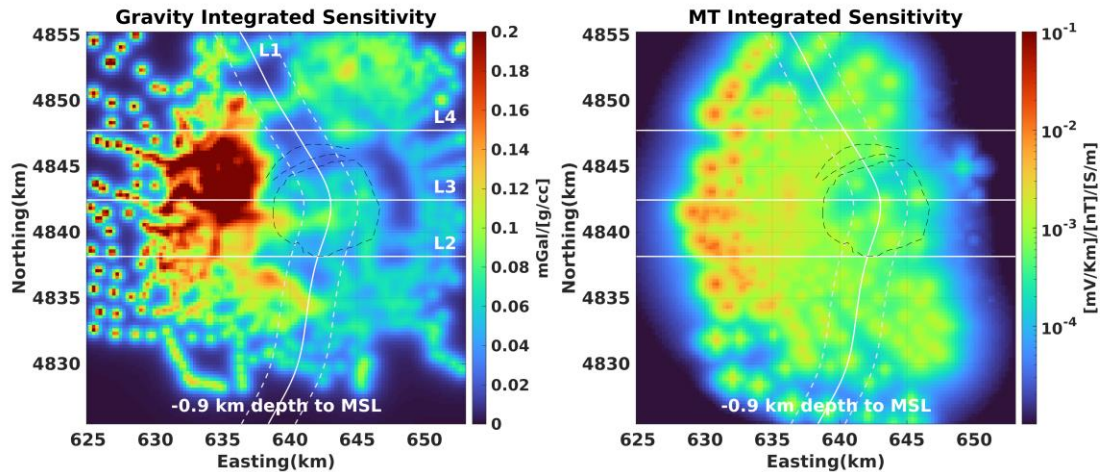 Gravity Integrated Sensitivity
4855
4850
4845
4840
4835
4830
625 630 635 640 645 650
Northing(km)
Easting(km)
L1
L4
L3
L2
-0.9 km depth to MSL
0.2
0.18
0.16
0.14
0.12
0.1
0.08
0.06
0.04
0.02
0
mGal/[g/cc]
MT Integrated Sensitivity
4855
4850
4845
4840
4835
4830
625 630 635 640 645 650
Northing(km)
Easting(km)
-0.9 km depth to MSL
10⁻¹
10⁻²
10⁻³
10⁻⁴
[mV/Km]/[nT]/[S/m]